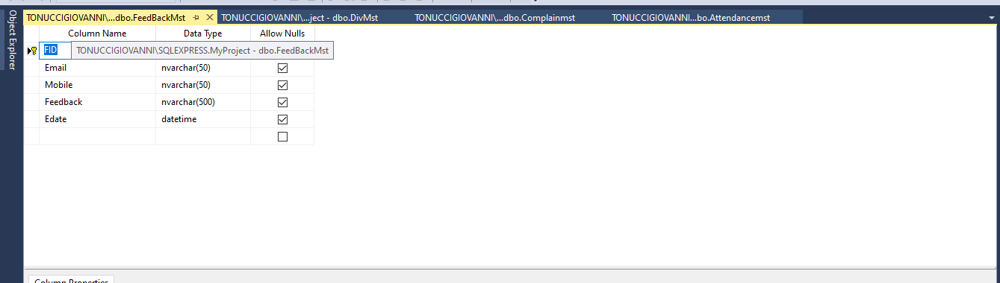 Object Explorer
TONUCCIGIOVANNI\...dbo.FeedBackMst TONUCCIGIOVANNI\...ject - dbo.DivMst TONUCCIGIOVANNI\...dbo.Complainmst TONUCCIGIOVANNI\...bo.Attendancemst
Column Name Data Type Allow Nulls
FID TONUCCIGIOVANNI\SQLEXPRESS.MyProject - dbo.FeedBackMst
Email nvarchar(50)
Mobile nvarchar(50)
Feedback nvarchar(500)
Edate datetime
Column Properties